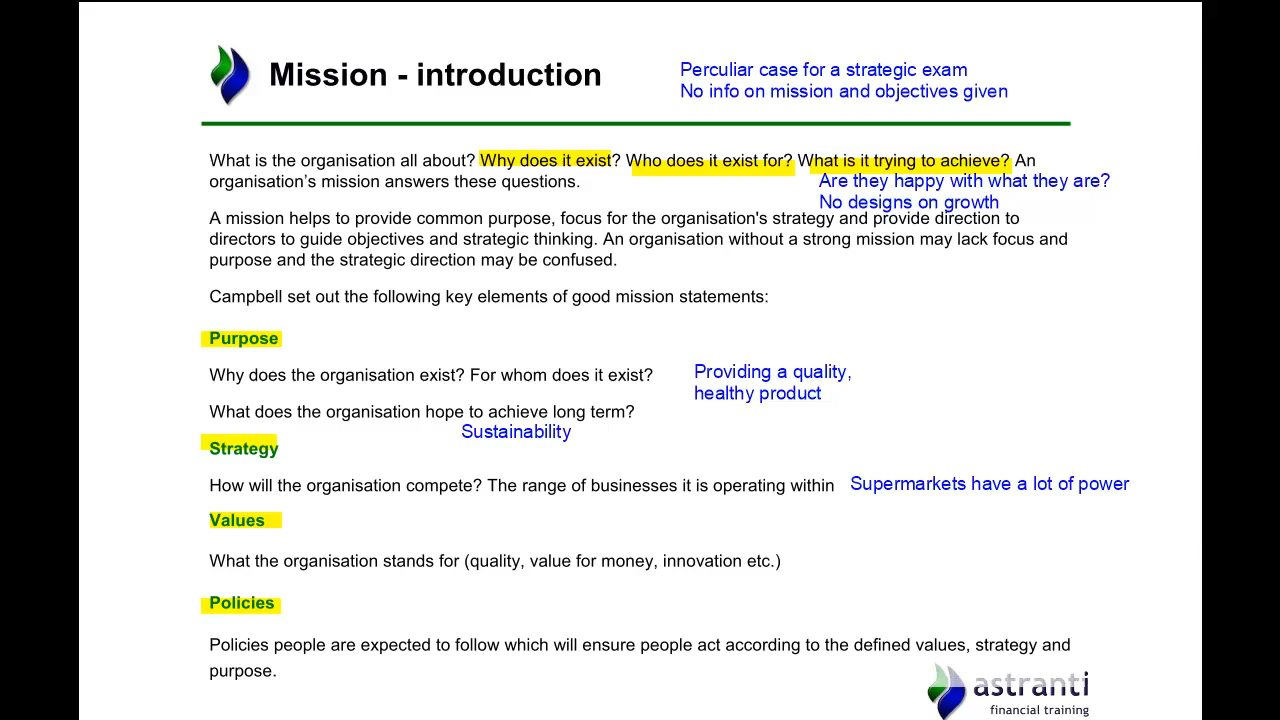 Mission - introduction
Perculiar case for a strategic exam
No info on mission and objectives given
What is the organisation all about? Why does it exist? Who does it exist for? What is it trying to achieve? An
organisation's mission answers these questions.
Are they happy with what they are?
No designs on growth
A mission helps to provide common purpose, focus for the organisation's strategy and provide direction to
directors to guide objectives and strategic thinking. An organisation without a strong mission may lack focus and
purpose and the strategic direction may be confused.
Campbell set out the following key elements of good mission statements:
Purpose
Why does the organisation exist? For whom does it exist?
Providing a quality,
healthy product
What does the organisation hope to achieve long term?
Sustainability
Strategy
How will the organisation compete? The range of businesses it is operating within
Supermarkets have a lot of power
Values
What the organisation stands for (quality, value for money, innovation etc.)
Policies
Policies people are expected to follow which will ensure people act according to the defined values, strategy and
purpose.
astranti
financial training